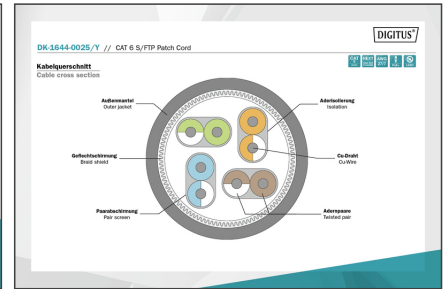 DIGITUS®
DK-1644-0025/Y // CAT 6 S/FTP Patch Cord
Kabelquerschnitt
Cable cross section
Außenmantel
Outer jacket
Aderisolierung
Isolation
Geflechtschirmung
Braid shield
Cu-Draht
Cu-Wire
Paarabschirmung
Pair screen
Adernpaare
Twisted pair